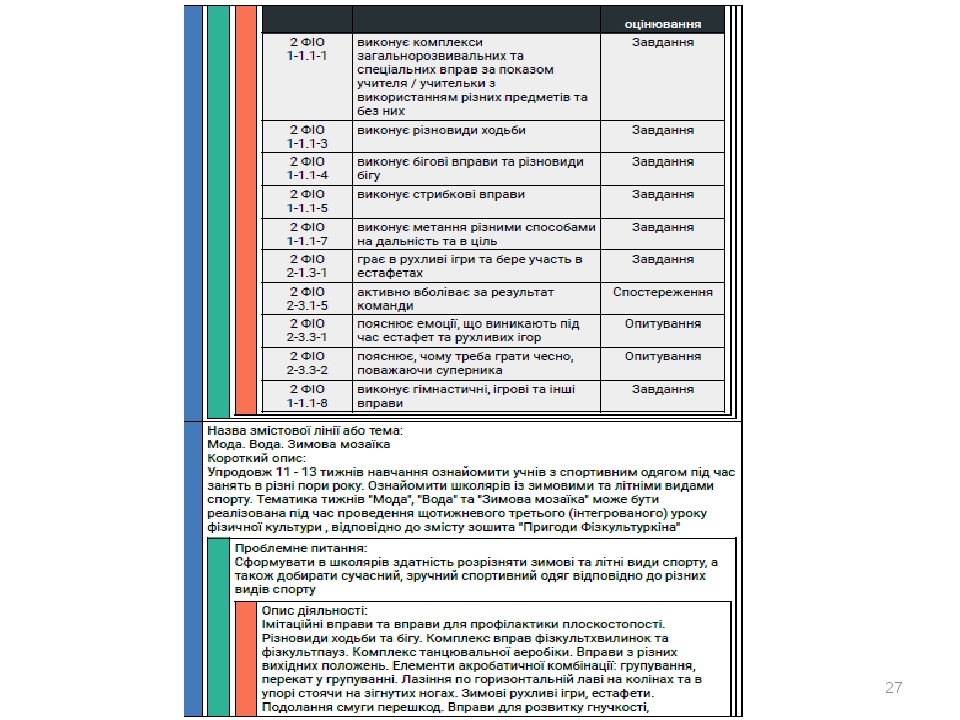 оцінювання
2 ФІО
1-1.1-1
виконує комплекси
загальнорозвивальних та
спеціальних вправ за показом
учителя / учительки з
використанням різних предметів та
без них
Завдання
2 ФІО
1-1.1-3
виконує різновиди ходьби
Завдання
2 ФІО
1-1.1-4
виконує бігові вправи та різновиди
бігу
Завдання
2 ФІО
1-1.1-5
виконує стрибкові вправи
Завдання
2 ФІО
1-1.1-7
виконує метання різними способами
на дальність та в ціль
Завдання
2 ФІО
2-1.3-1
грає в рухливі ігри та бере участь в
естафетах
Завдання
2 ФІО
2-3.1-5
активно вболіває за результат
команди
Спостереження
2 ФІО
2-3.3-1
пояснює емоції, що виникають під
час естафет та рухливих ігор
Опитування
2 ФІО
2-3.3-2
пояснює, чому треба грати чесно,
поважаючи суперника
Опитування
2 ФІО
1-1.1-8
виконує гімнастичні, ігрові та інші
вправи
Завдання
Назва змістової лінії або тема:
Мода. Вода. Зимова мозаїка
Короткий опис:
Упродовж 11 - 13 тижнів навчання ознайомити учнів з спортивним одягом під час
занять в різні пори року. Ознайомити школярів із зимовими та літніми видами
спорту. Тематика тижнів "Мода", "Вода" та "Зимова мозаїка" може бути
реалізована під час проведення щотижневого третього (інтегрованого) уроку
фізичної культури , відповідно до змісту зошита "Пригоди Фізкультуркіна"
Проблемне питання:
Сформувати в школярів здатність розрізняти зимові та літні види спорту, а
також добирати сучасний, зручний спортивний одяг відповідно до різних
видів спорту
Опис діяльності:
Імітаційні вправи та вправи для профілактики плоскостопості.
Різновиди ходьби та бігу. Комплекс вправ фізкультхвилинок та
фізкультпауз. Комплекс танцювальної аеробіки. Вправи з різних
вихідних положень. Елементи акробатичної комбінації: групування,
перекат у групуванні. Лазіння по горизонтальній лаві на колінах та в
упорі стоячи на зігнутих ногах. Зимові рухливі ігри, естафети.
Подолання смуги перешкод. Вправи для розвитку гнучкості,
27